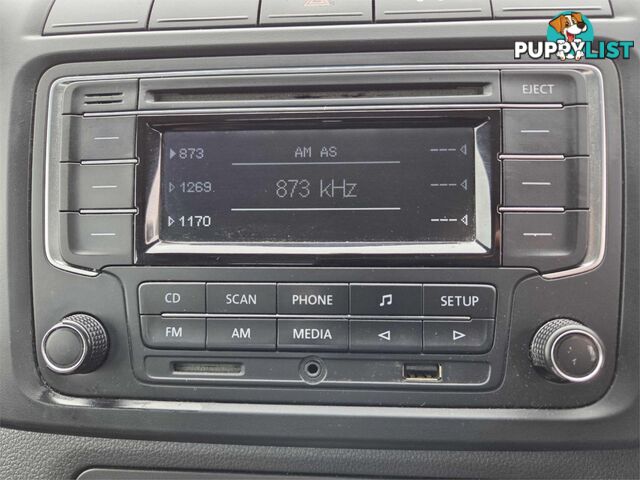 PUPPYLIST
EJECT
873 AM AS ---
1269. 873 kHz ---
1170 ---
CD SCAN PHONE SETUP
FM AM MEDIA